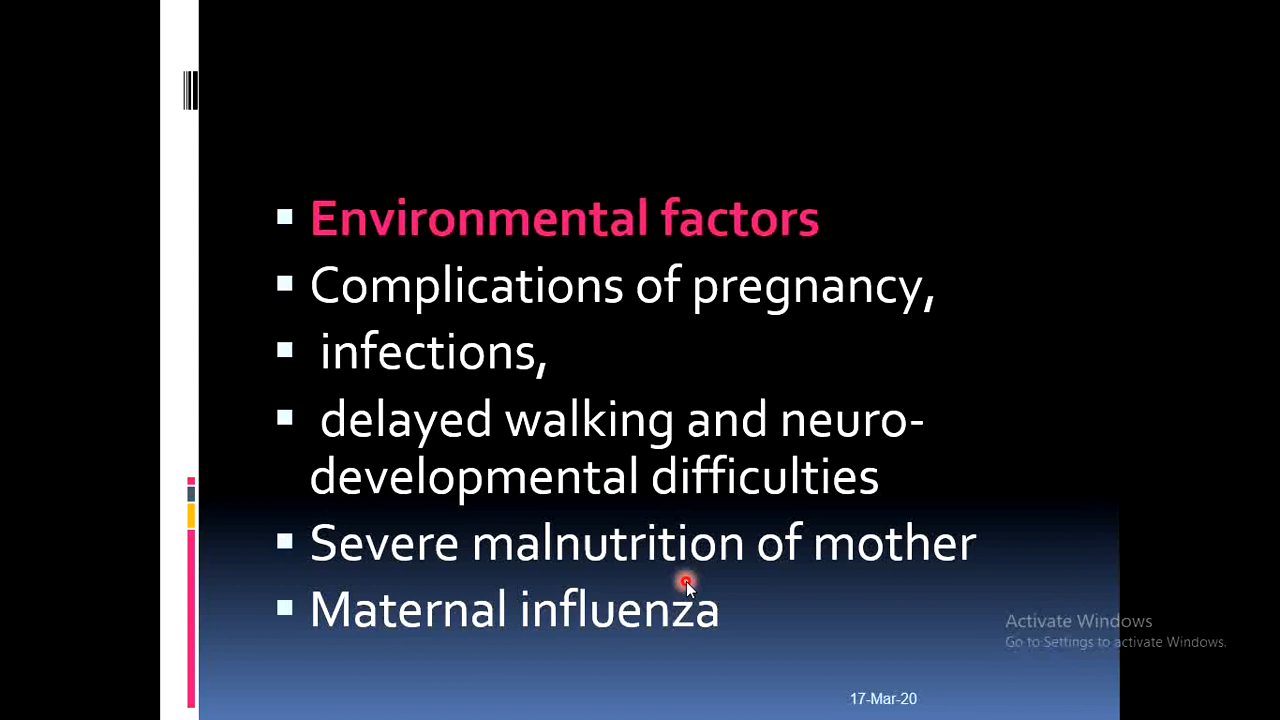 Environmental factors
Complications of pregnancy,
infections,
delayed walking and neuro-
developmental difficulties
Severe malnutrition of mother
Maternal influenza
Activate Windows
Go to Settings to activate Windows.
17-Mar-20